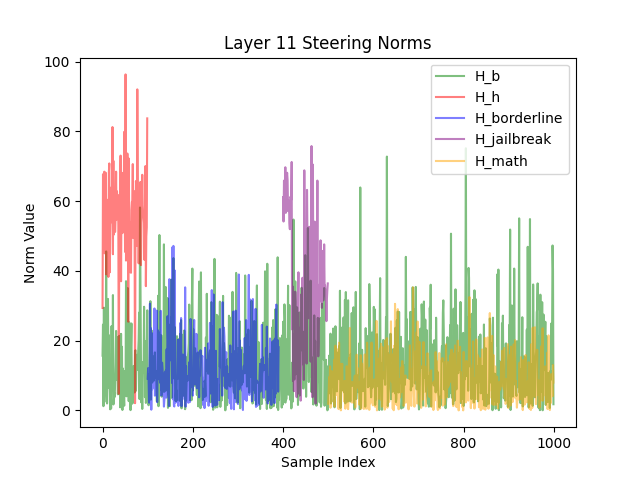 Layer 11 Steering Norms
100
80
60
40
20
0
Norm Value
H_b
H_h
H_borderline
H_jailbreak
H_math
0
200
400
600
800
1000
Sample Index